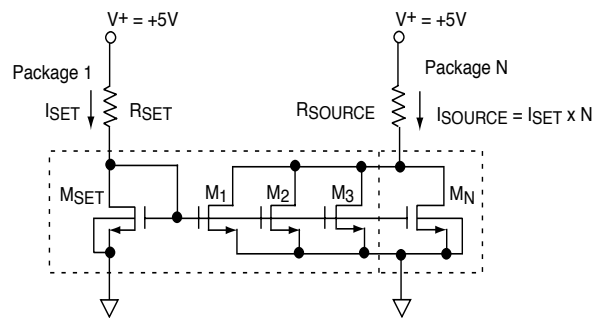 V+ = +5V
V+ = +5V
Package 1
Package N
ISET
RSET
RSOURCE
ISOURCE = ISET x N
MSET
M1
M2
M3
MN